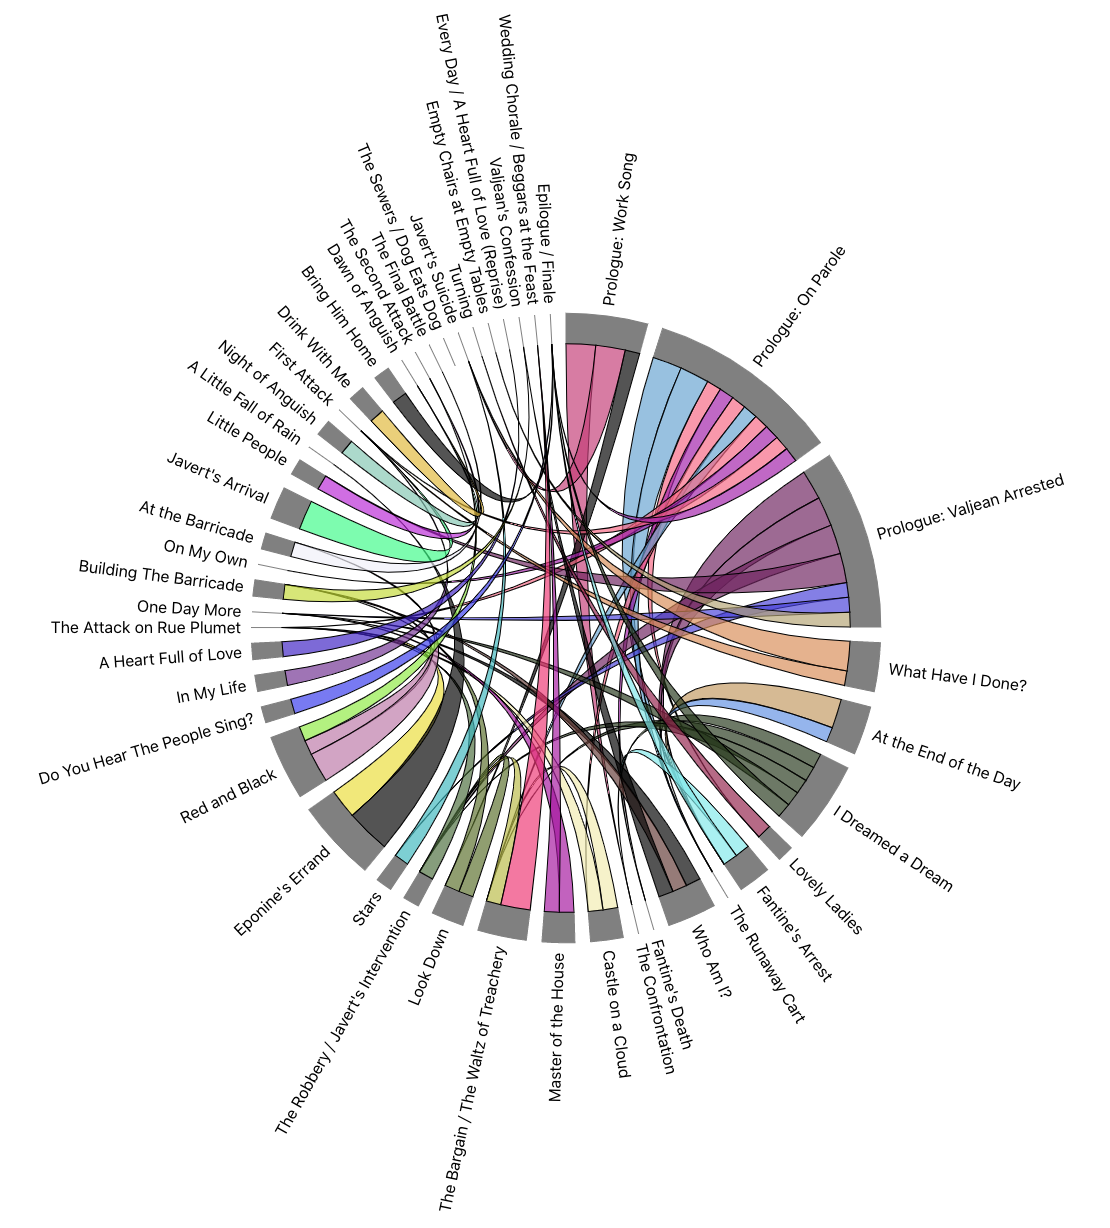 Prologue: Work Song
Prologue: On Parole
Prologue: Valjean Arrested
What Have I Done?
At the End of the Day
I Dreamed a Dream
Lovely Ladies
Fantine's Arrest
The Runaway Cart
Who Am I?
Fantine's Death
The Confrontation
Castle on a Cloud
Master of the House
The Bargain / The Waltz of Treachery
Look Down
The Robbery / Javert's Intervention
Stars
Eponine's Errand
Red and Black
Do You Hear The People Sing?
In My Life
A Heart Full of Love
The Attack on Rue Plumet
One Day More
Building The Barricade
On My Own
At the Barricade
Javert's Arrival
Little People
A Little Fall of Rain
Night of Anguish
First Attack
Drink With Me
Bring Him Home
Dawn of Anguish
The Second Attack
The Final Battle
The Sewers / Dog Eats Dog
Javert's Suicide
Turning
Empty Chairs at Empty Tables
Every Day / A Heart Full of Love (Reprise)
Valjean's Confession
Wedding Chorale / Beggars at the Feast
Epilogue / Finale